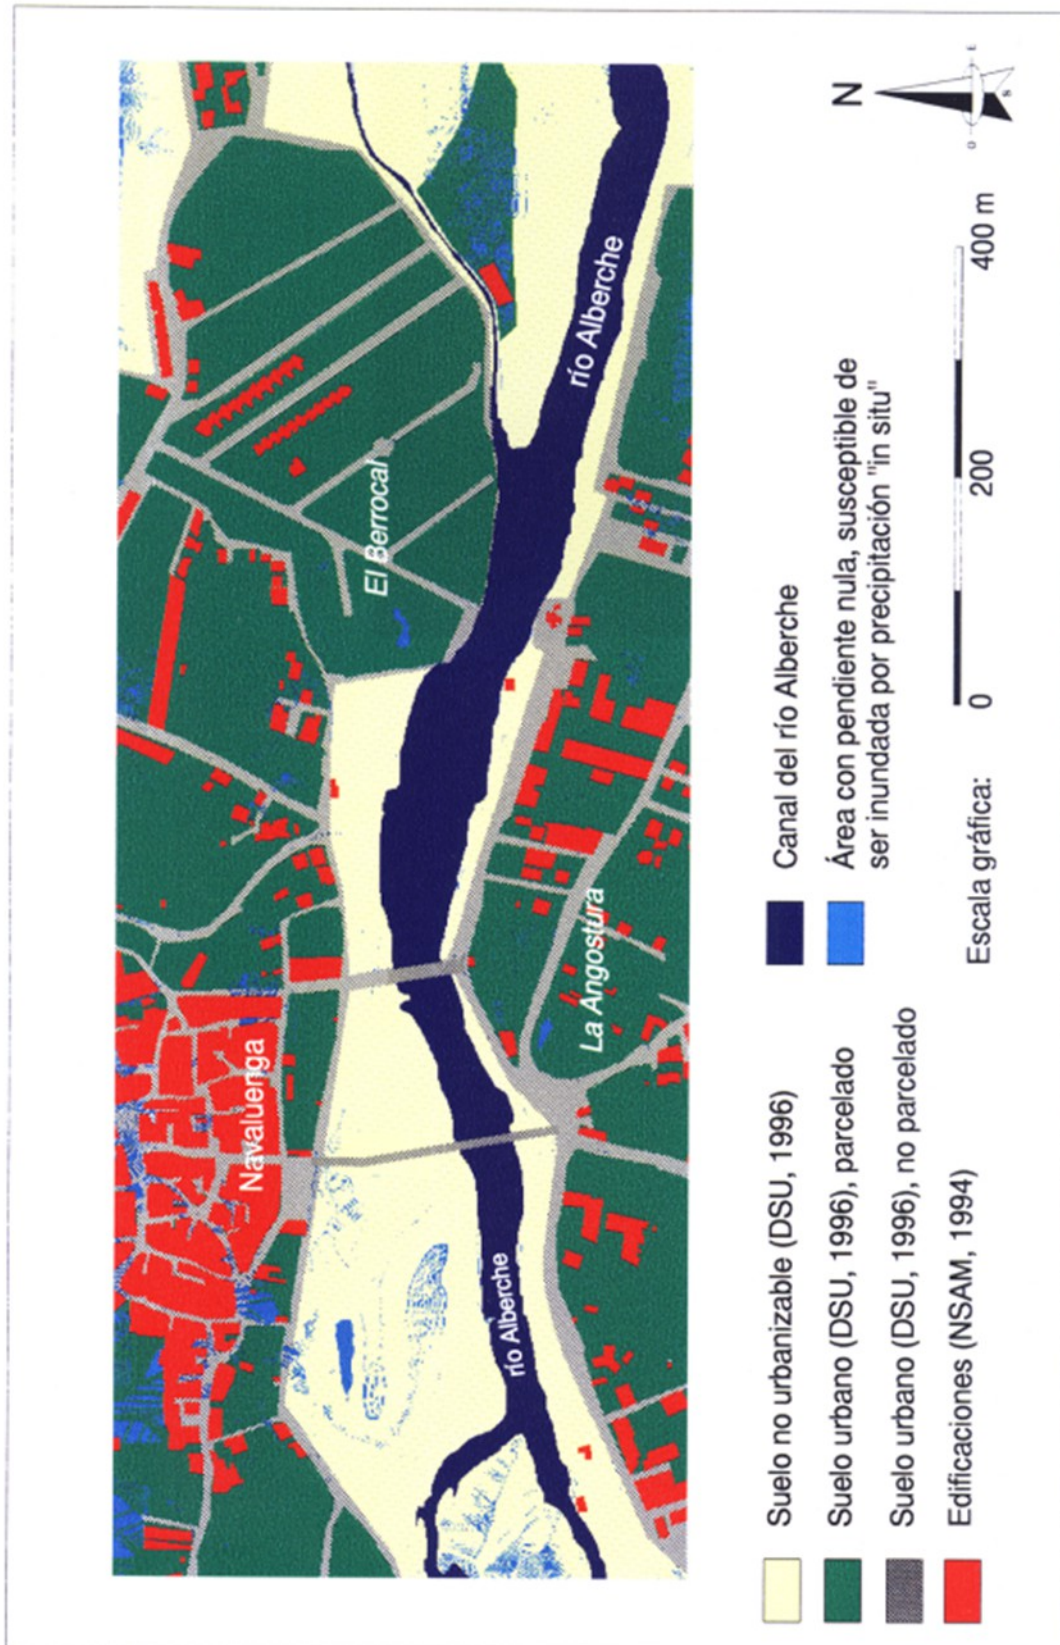 Navaluenga
El Berrocal
La Angostura
río Alberche
río Alberche
Suelo no urbanizable (DSU, 1996)
Suelo urbano (DSU, 1996), parcelado
Suelo urbano (DSU, 1996), no parcelado
Edificaciones (NSAM, 1994)
Canal del río Alberche
Área con pendiente nula, susceptible de
ser inundada por precipitación "in situ"
Escala gráfica:
0 200 400 m
N
O E
S